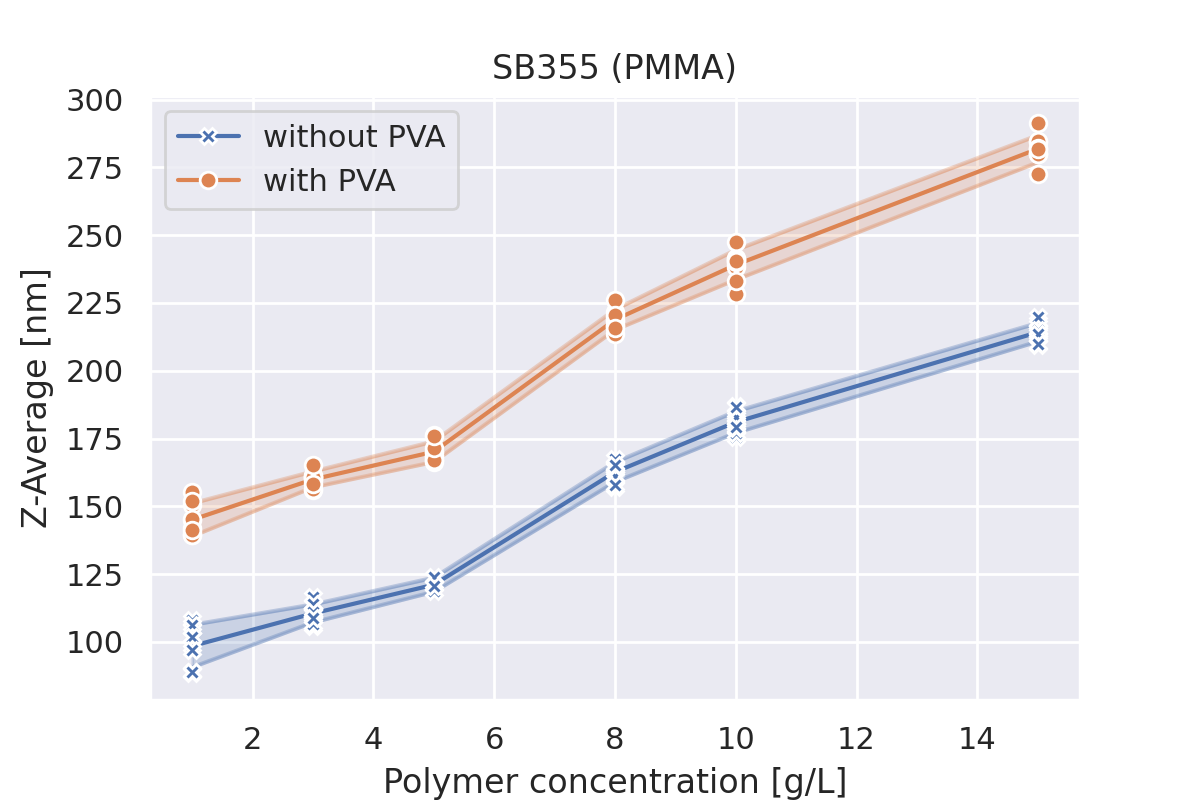 SB355 (PMMA)
without PVA
with PVA
300
275
250
225
200
175
150
125
100
Z-Average [nm]
2 4 6 8 10 12 14
Polymer concentration [g/L]